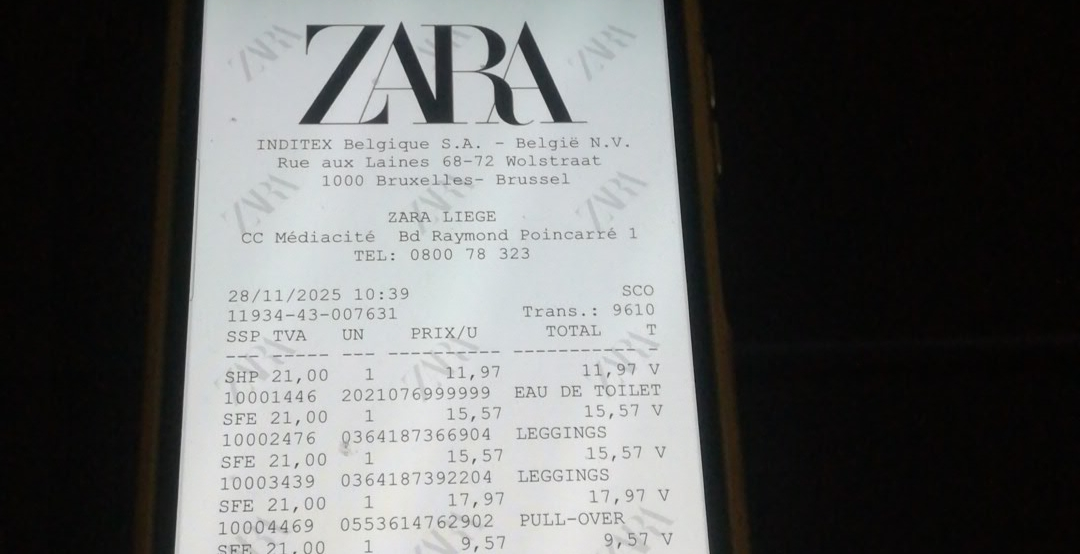 ZARA
INDITEX Belgique S.A. - België N.V.
Rue aux Laines 68-72 Wolstraat
1000 Bruxelles- Brussel
ZARA LIEGE
CC Médiacité Bd Raymond Poincarré 1
TEL: 0800 78 323
28/11/2025 10:39 SCO
11934-43-007631 Trans.: 9610
SSP TVA UN PRIX/U TOTAL T
--- ----- --- ---------- -------------
SHP 21,00 1 11,97 11,97 V
10001446 2021076999999 EAU DE TOILET
SFE 21,00 1 15,57 15,57 V
10002476 0364187366904 LEGGINGS
SFE 21,00 1 15,57 15,57 V
10003439 0364187392204 LEGGINGS
SFE 21,00 1 17,97 17,97 V
10004469 0553614762902 PULL-OVER
SFE 21,00 1 9,57 9,57 V